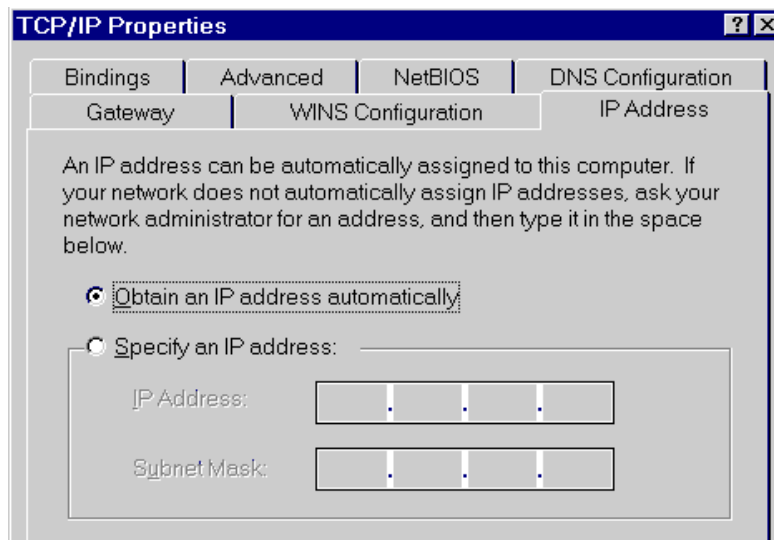 TCP/IP Properties
Bindings
Advanced
NetBIOS
DNS Configuration
Gateway
WINS Configuration
IP Address
An IP address can be automatically assigned to this computer. If
your network does not automatically assign IP addresses, ask your
network administrator for an address, and then type it in the space
below.
Obtain an IP address automatically
Specify an IP address:
IP Address:
. . .
Subnet Mask:
. . .